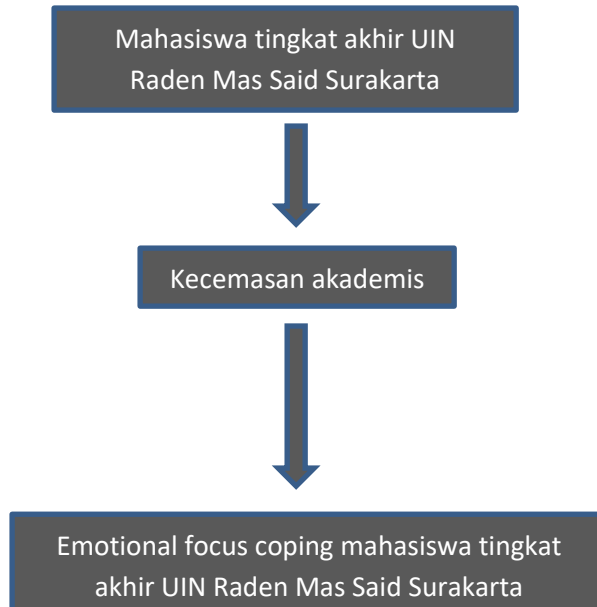 Mahasiswa tingkat akhir UIN
Raden Mas Said Surakarta
Kecemasan akademis
Emotional focus coping mahasiswa tingkat
akhir UIN Raden Mas Said Surakarta